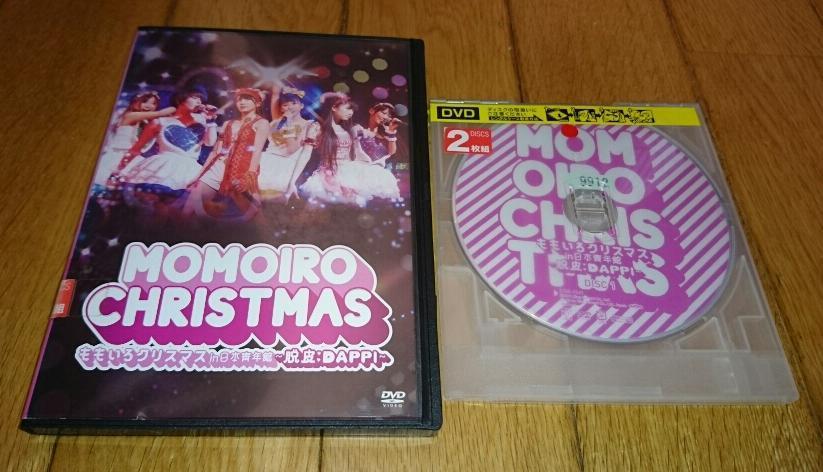 MOMOIRO
CHRISTMAS
ももいろクリスマス in 日本青年館 ~脱皮:DAPPI~
DVD
VIDEO
DVD
2 DISCS
枚組
MOM
OIRO
CHRIS
TMAS
9912
ももいろクリスマス
in 日本青年館
~脱皮:DAPPI~
DISC 1